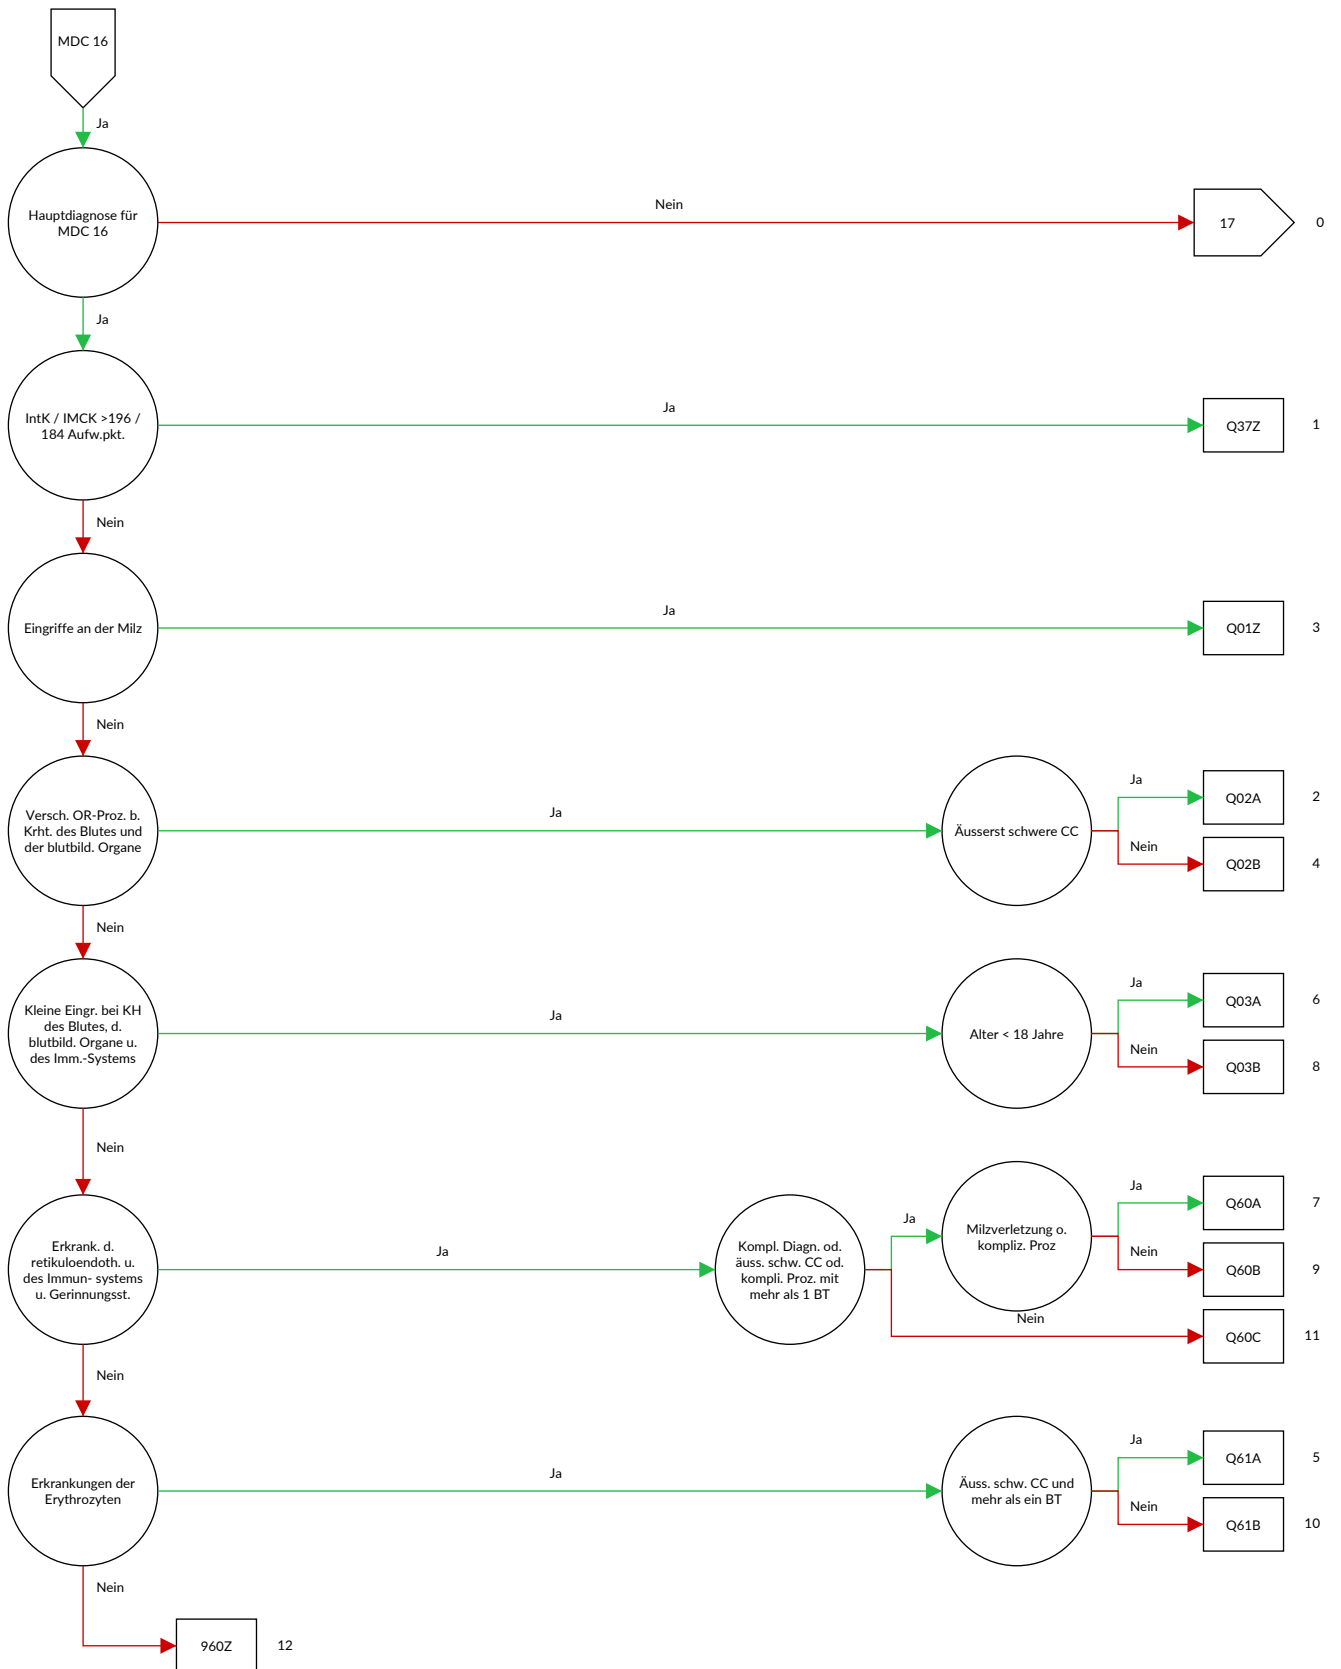 MDC 16
Ja
Hauptdiagnose für
MDC 16
Nein
17
0
Ja
IntK / IMCK >196 /
184 Aufw.pkt.
Ja
Q37Z
1
Nein
Eingriffe an der Milz
Ja
Q01Z
3
Nein
Versch. OR-Proz. b.
Krht. des Blutes und
der blutbild. Organe
Ja
Äusserst schwere CC
Ja
Q02A
2
Nein
Q02B
4
Nein
Kleine Eingr. bei KH
des Blutes, d.
blutbild. Organe u.
des Imm.-Systems
Ja
Alter < 18 Jahre
Ja
Q03A
6
Nein
Q03B
8
Nein
Erkrank. d.
retikuloendoth. u.
des Immun- systems
u. Gerinnungsst.
Ja
Kompl. Diagn. od.
äuss. schw. CC od.
kompli. Proz. mit
mehr als 1 BT
Ja
Milzverletzung o.
kompliz. Proz
Ja
Q60A
7
Nein
Q60B
9
Nein
Q60C
11
Nein
Erkrankungen der
Erythrozyten
Ja
Äuss. schw. CC und
mehr als ein BT
Ja
Q61A
5
Nein
Q61B
10
Nein
960Z
12